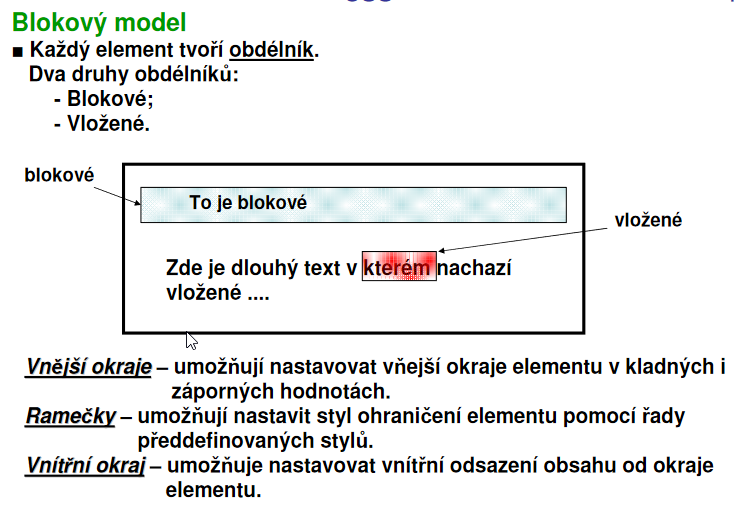 Blokový model
■ Každý element tvoří obdélník.
Dva druhy obdélníků:
- Blokové;
- Vložené.
blokové
To je blokové
vložené
Zde je dlouhý text v kterém nachazí
vložené ....
Vnější okraje – umožňují nastavovat vňejší okraje elementu v kladných i
záporných hodnotách.
Ramečky – umožňují nastavit styl ohraničení elementu pomocí řady
předdefinovaných stylů.
Vnítřní okraj – umožňuje nastavovat vnítřní odsazení obsahu od okraje
elementu.